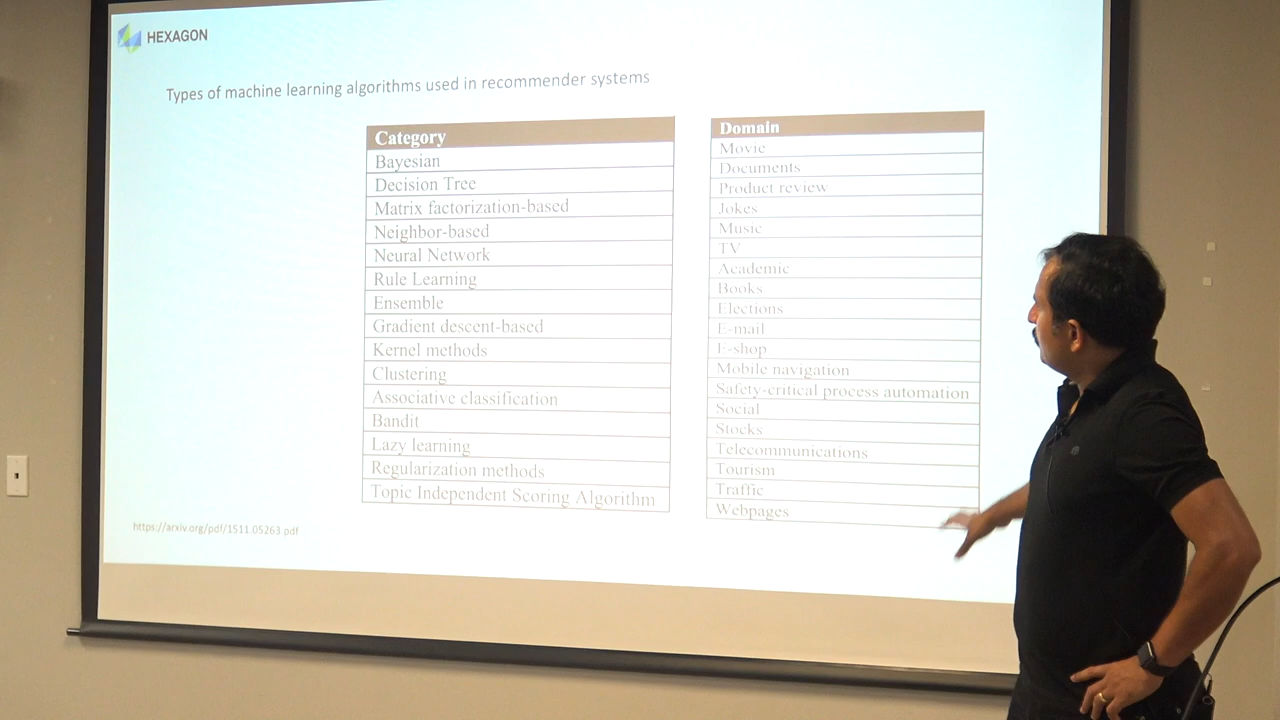 HEXAGON
Types of machine learning algorithms used in recommender systems
Category
Bayesian
Decision Tree
Matrix factorization-based
Neighbor-based
Neural Network
Rule Learning
Ensemble
Gradient descent-based
Kernel methods
Clustering
Associative classification
Bandit
Lazy learning
Regularization methods
Topic Independent Scoring Algorithm
Domain
Movie
Documents
Product review
Jokes
Music
TV
Academic
Books
Elections
E-mail
E-shop
Mobile navigation
Safety-critical process automation
Social
Stocks
Telecommunications
Tourism
Traffic
Webpages
https://arxiv.org/pdf/1511.05263.pdf